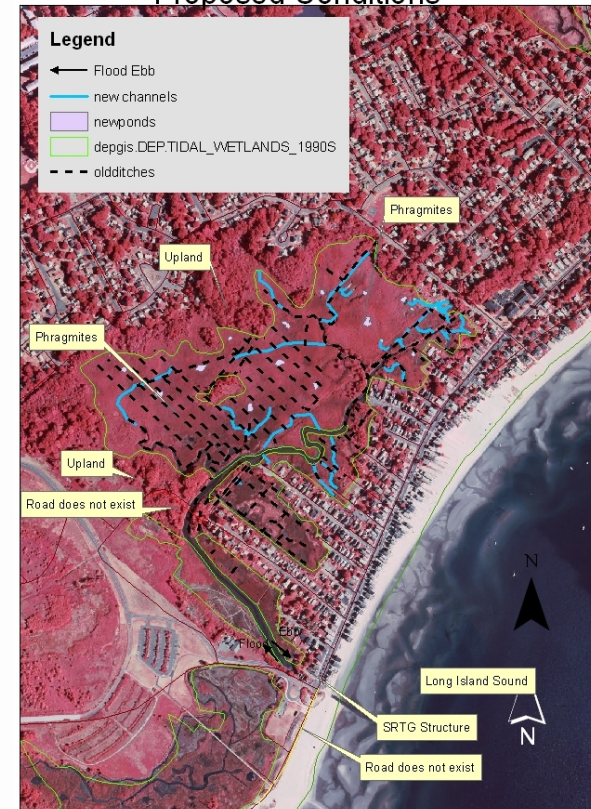 Proposed Conditions
Legend
Flood Ebb
new channels
newponds
depgis.DEP.TIDAL_WETLANDS_1990S
oldditches
Phragmites
Upland
Phragmites
Upland
Road does not exist
N
Ebb
Flood
Long Island Sound
N
SRTG Structure
Road does not exist